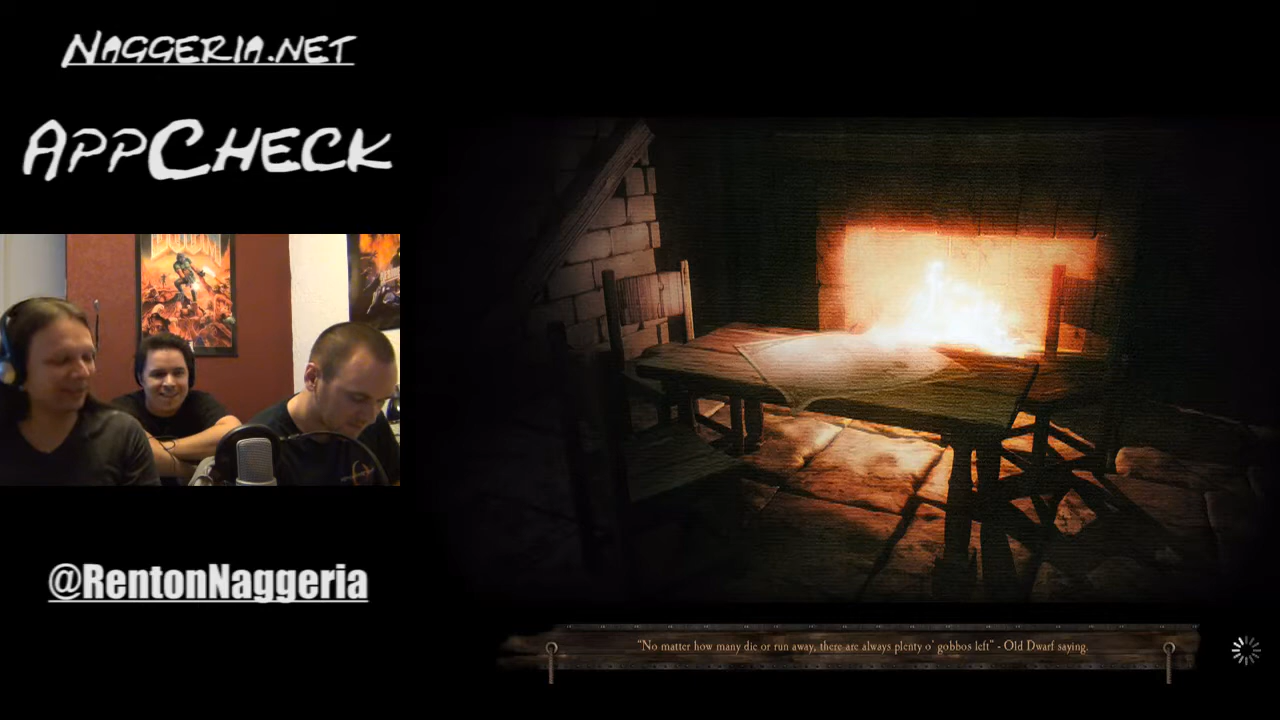 NAGGERIA.NET
APPCHECK
DOOM
@RentonNaggeria
"No matter how many die or run away, there are always plenty o' gobbos left" - Old Dwarf saying.